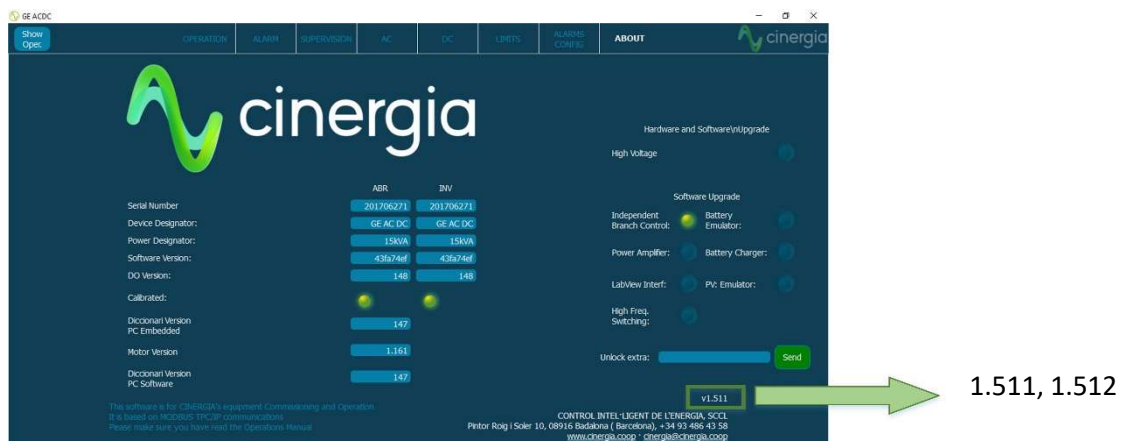 GE ACDC
Show
Oper.
OPERATION
ALARM
SUPERVISION
AC
DC
LIMITS
ALARMS
CONFIG
ABOUT
cinergia
cinergia
Hardware and Software\nUpgrade
High Voltage
ABR INV
Serial Number 201706271 201706271
Device Designator: GE AC DC GE AC DC
Power Designator: 15kVA 15kVA
Software Version: 43fa74ef 43fa74ef
DO Version: 148 148
Calibrated:
Diccionari Version
PC Embedded
147
Motor Version 1.161
Diccionari Version
PC Software
147
Software Upgrade
Independent
Branch Control:
Battery
Emulator:
Power Amplifier:
Battery Charger:
LabView Interf:
PV: Emulator:
High Freq.
Switching:
Unlock extra:
Send
v1.511
1.511, 1.512
This software is for CINERGIA's equipment Commissioning and Operation
It is based on MODBUS TPC/IP communications
Please make sure you have read the Operations Manual
CONTROL INTEL·LIGENT DE L'ENERGIA, SCCL
Pintor Roig i Soler 10, 08916 Badalona ( Barcelona), +34 93 486 43 58
www.cinergia.coop · cinergia@cinergia.coop